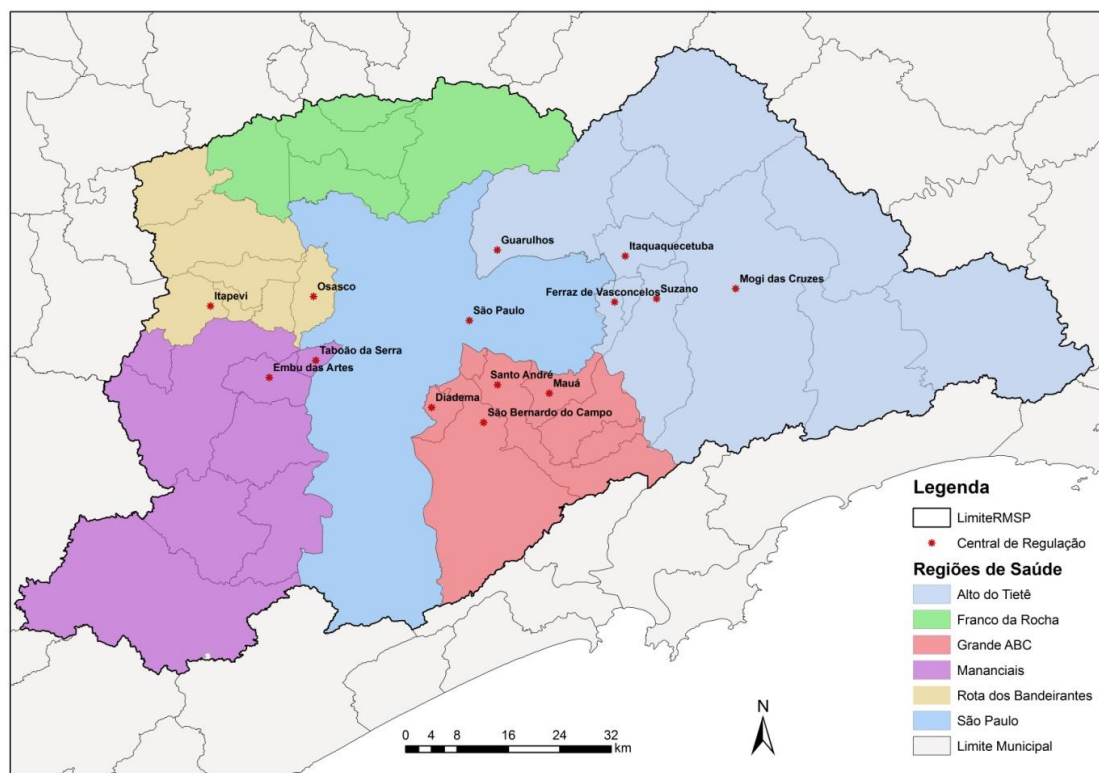 Guarulhos
Itaquaquecetuba
Mogi das Cruzes
Osasco
Ferraz de Vasconcelos
Suzano
Itapevi
São Paulo
Taboão da Serra
Embu das Artes
Santo André
Mauá
Diadema
São Bernardo do Campo
Legenda
LimiteRMSP
Central de Regulação
Regiões de Saúde
Alto do Tietê
Franco da Rocha
Grande ABC
Mananciais
Rota dos Bandeirantes
São Paulo
Limite Municipal
N
0 4 8 16 24 32
km